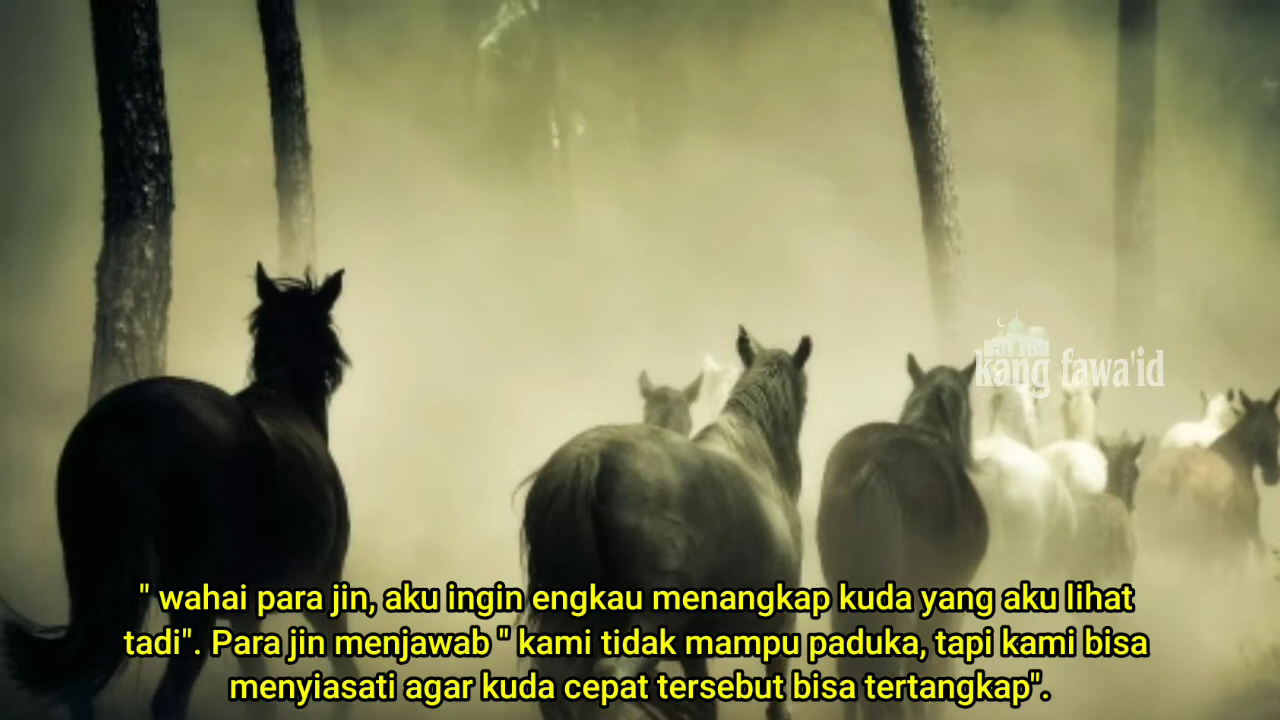 kang fawa'id
" wahai para jin, aku ingin engkau menangkap kuda yang aku lihat
tadi". Para jin menjawab " kami tidak mampu paduka, tapi kami bisa
menyiasati agar kuda cepat tersebut bisa tertangkap".